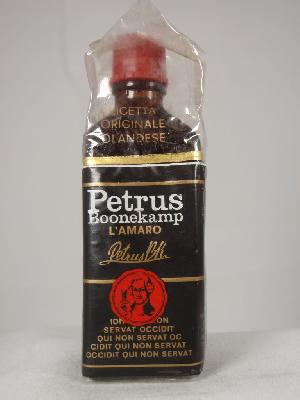 RICETTA
ORIGINALE
OLANDESE
Petrus
Boonekamp
L'AMARO
PetrusBk.
SERVAT OCCIDIT
QUI NON SERVAT OC
CIDIT QUI NON SERVAT
OCCIDIT QUI NON SERVAT